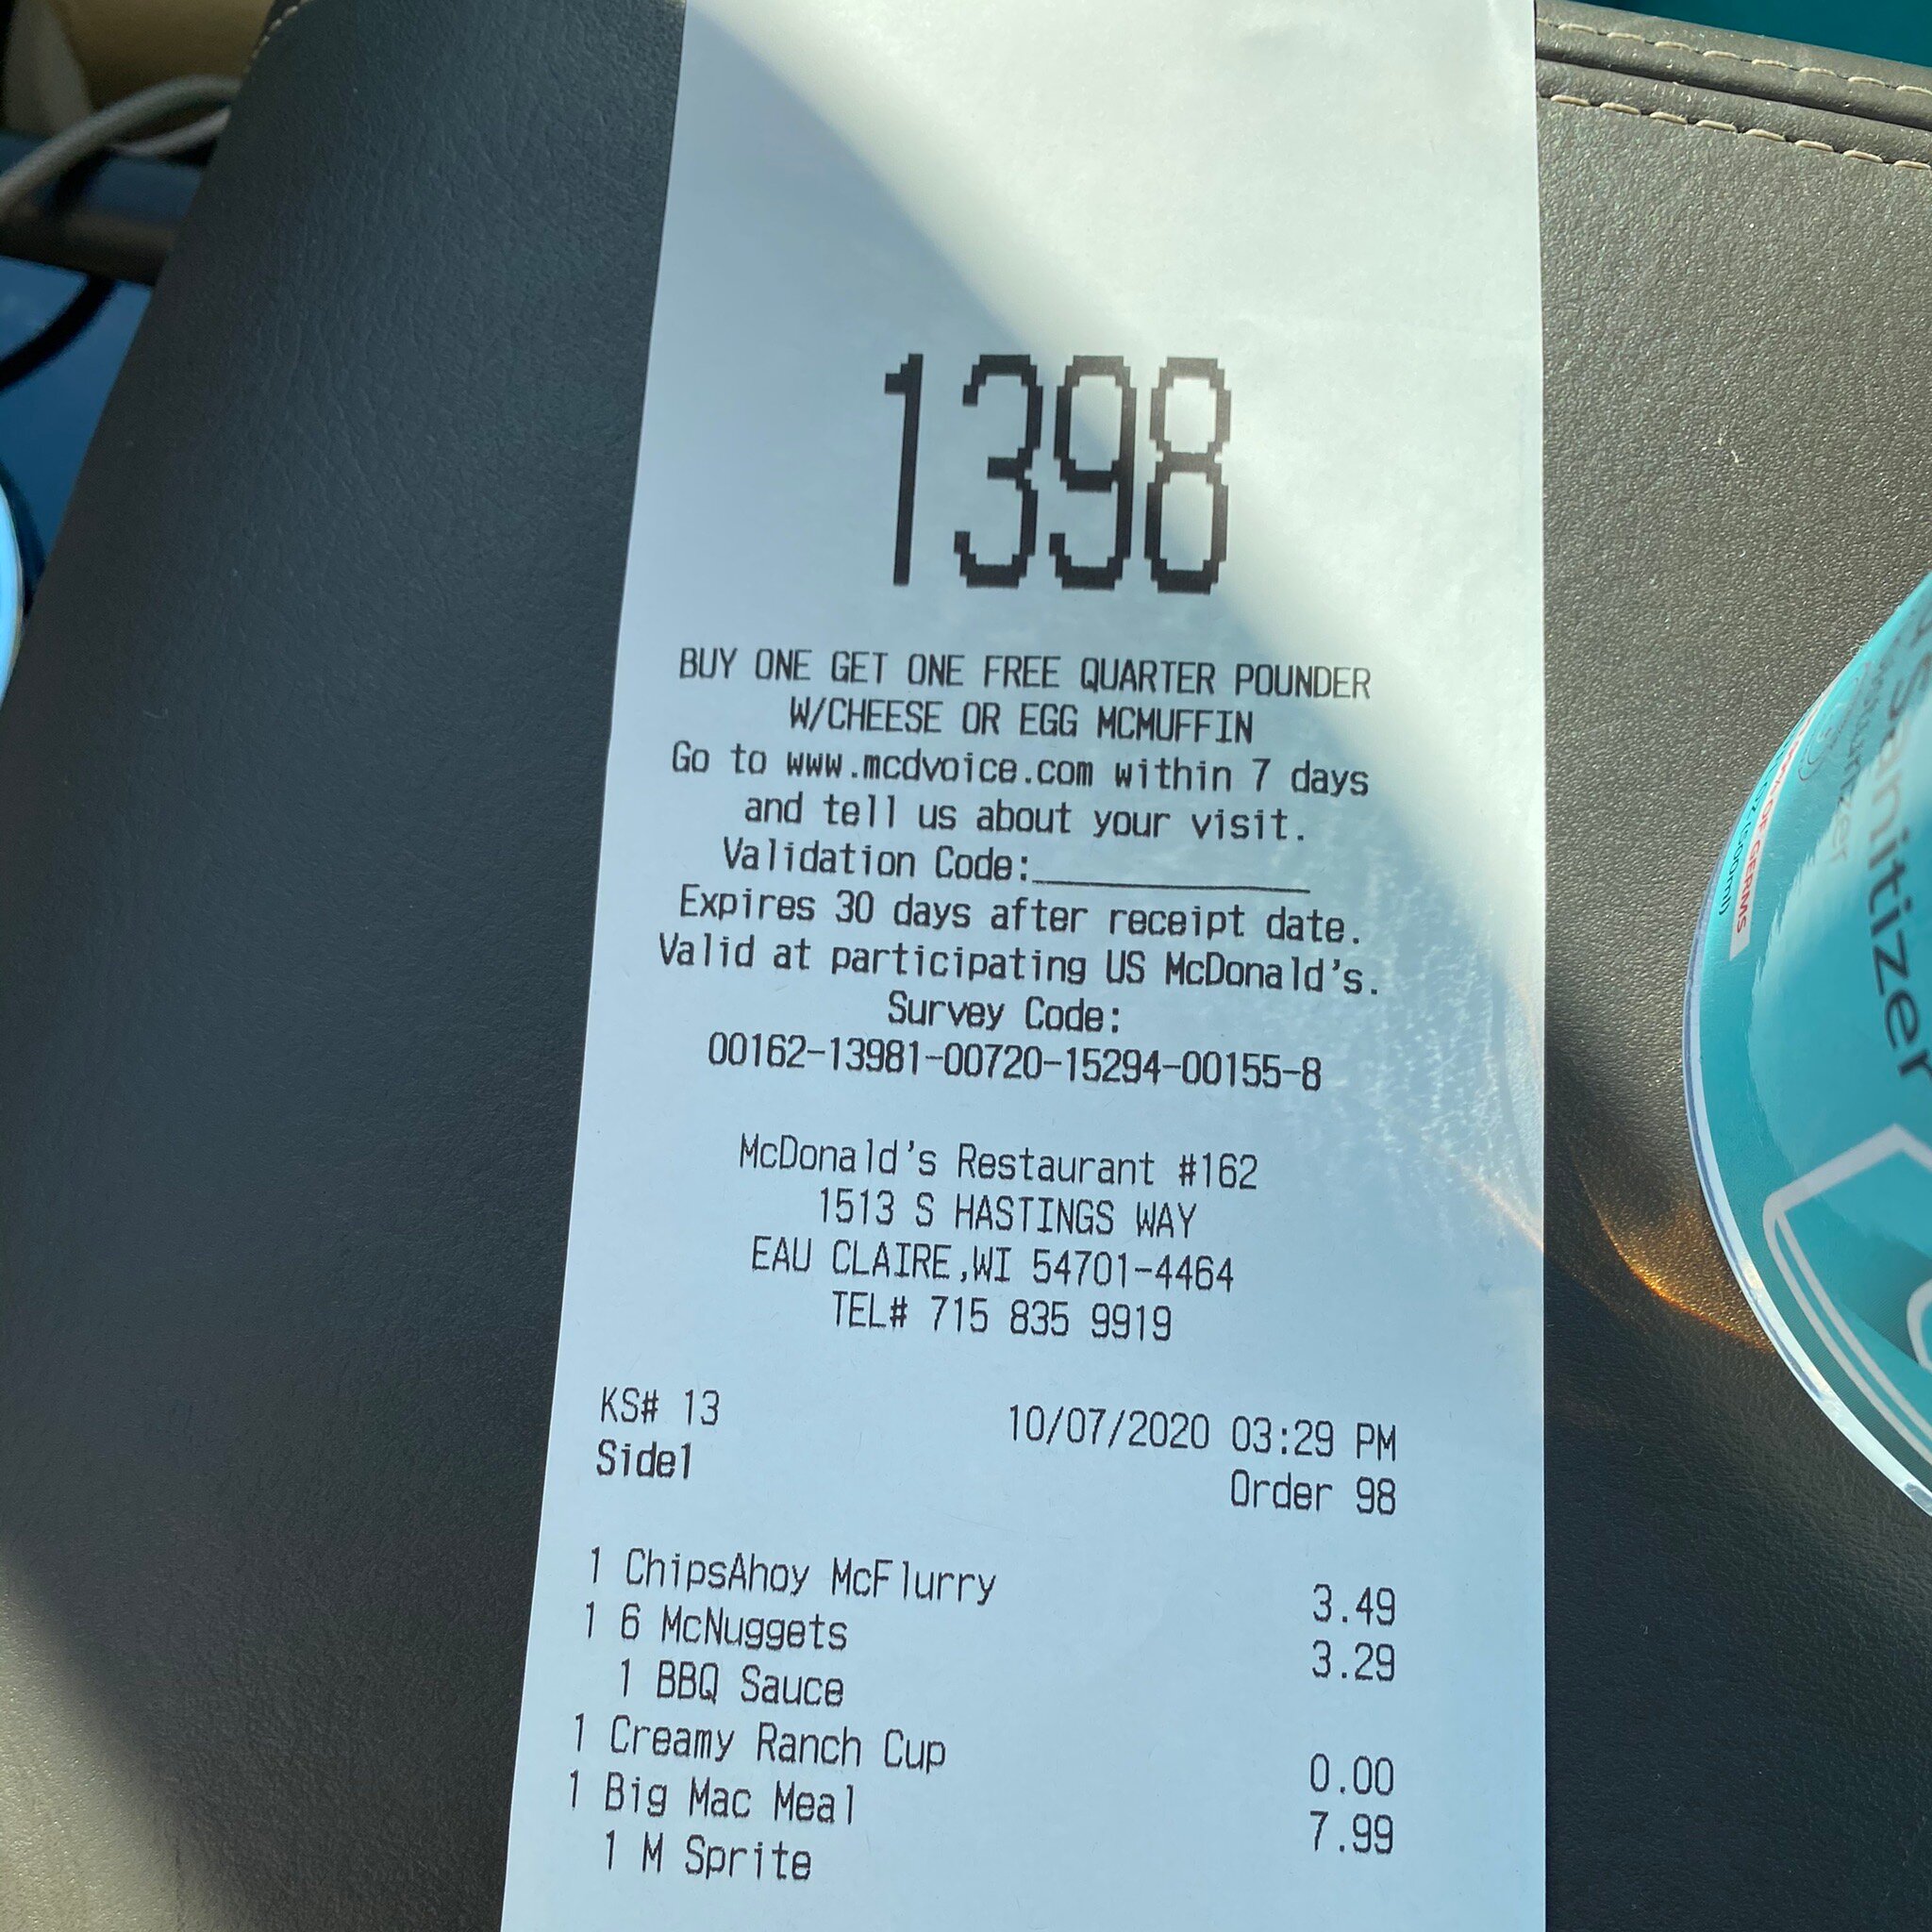 1398
BUY ONE GET ONE FREE QUARTER POUNDER
W/CHEESE OR EGG MCMUFFIN
Go to www.mcdvoice.com within 7 days
and tell us about your visit.
Validation Code:____________
Expires 30 days after receipt date.
Valid at participating US McDonald's.
Survey Code:
00162-13981-00720-15294-00155-8
McDonald's Restaurant #162
1513 S HASTINGS WAY
EAU CLAIRE,WI 54701-4464
TEL# 715 835 9919
KS# 13 10/07/2020 03:29 PM
Side1 Order 98
1 ChipsAhoy McFlurry 3.49
1 6 McNuggets 3.29
1 BBQ Sauce
1 Creamy Ranch Cup 0.00
1 Big Mac Meal 7.99
1 M Sprite
Sanitizer
OF GERMS